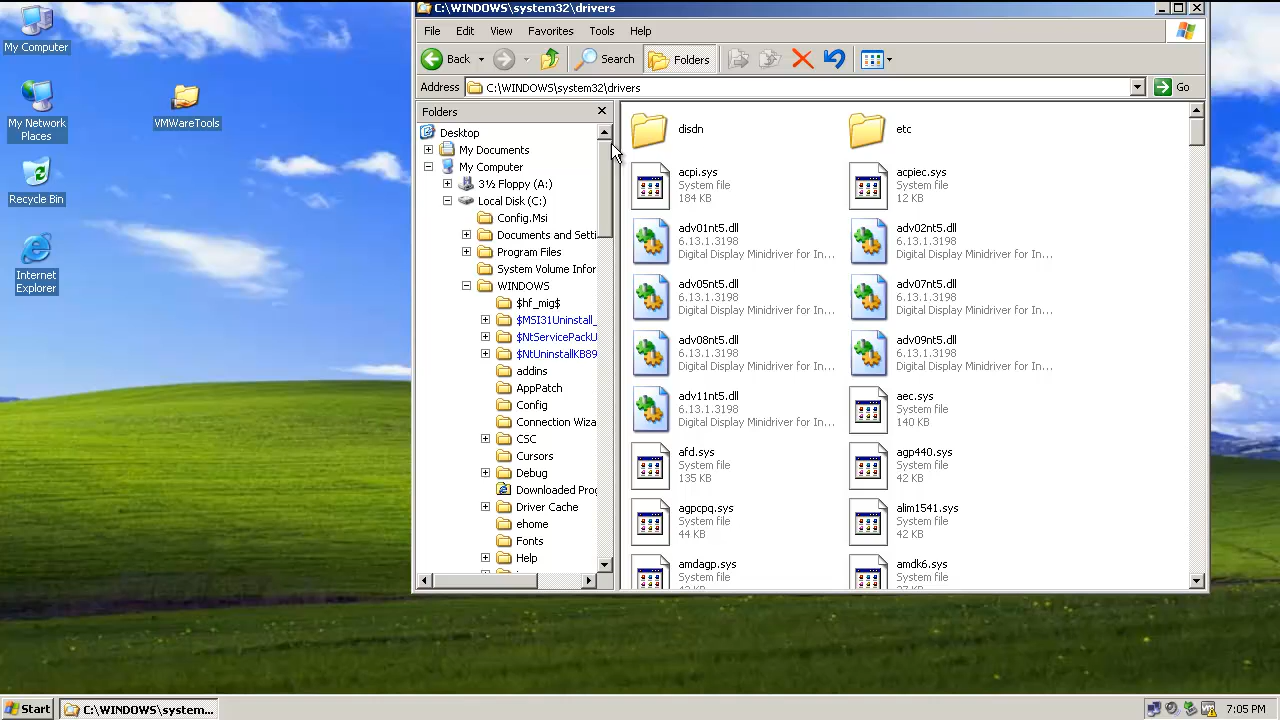 My Computer
My Network
Places
Recycle Bin
Internet
Explorer
VMWareTools
C:\WINDOWS\system32\drivers
File Edit View Favorites Tools Help
Back Search Folders
Address C:\WINDOWS\system32\drivers Go
Folders
Desktop
My Documents
My Computer
3½ Floppy (A:)
Local Disk (C:)
Config.Msi
Documents and Setti
Program Files
System Volume Infor
WINDOWS
$hf_mig$
$MSI31Uninstall_
$NtServicePackU
$NtUninstallKB89
addins
AppPatch
Config
Connection Wiza
CSC
Cursors
Debug
Downloaded Prog
Driver Cache
ehome
Fonts
Help
disdn
etc
acpi.sys
System file
184 KB
acpiec.sys
System file
12 KB
adv01nt5.dll
6.13.1.3198
Digital Display Minidriver for In...
adv02nt5.dll
6.13.1.3198
Digital Display Minidriver for In...
adv05nt5.dll
6.13.1.3198
Digital Display Minidriver for In...
adv07nt5.dll
6.13.1.3198
Digital Display Minidriver for In...
adv08nt5.dll
6.13.1.3198
Digital Display Minidriver for In...
adv09nt5.dll
6.13.1.3198
Digital Display Minidriver for In...
adv11nt5.dll
6.13.1.3198
Digital Display Minidriver for In...
aec.sys
System file
140 KB
afd.sys
System file
135 KB
agp440.sys
System file
42 KB
agpcpq.sys
System file
44 KB
alim1541.sys
System file
42 KB
amdagp.sys
System file
amdk6.sys
System file
Start C:\WINDOWS\system... 7:05 PM